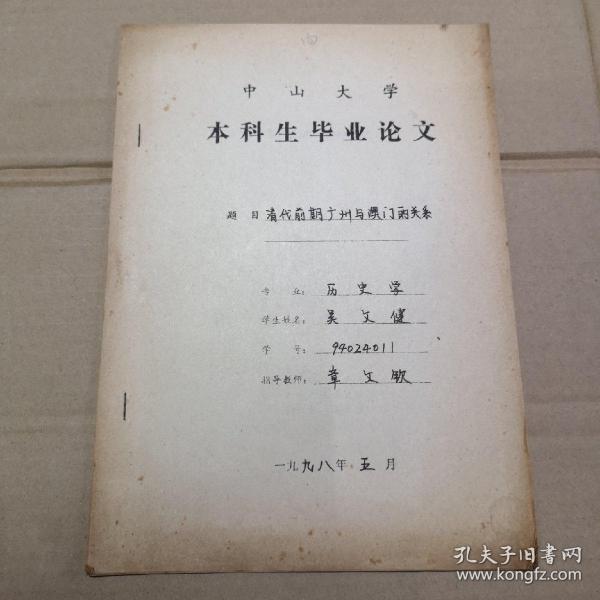 中山大学
本科生毕业论文
题目 清代前期广州与澳门的关系
专业: 历史学
学生姓名: 吴文健
学号: 94024011
指导教师: 章文钦
一九九八年五月
孔夫子旧书网
www.kongfz.com